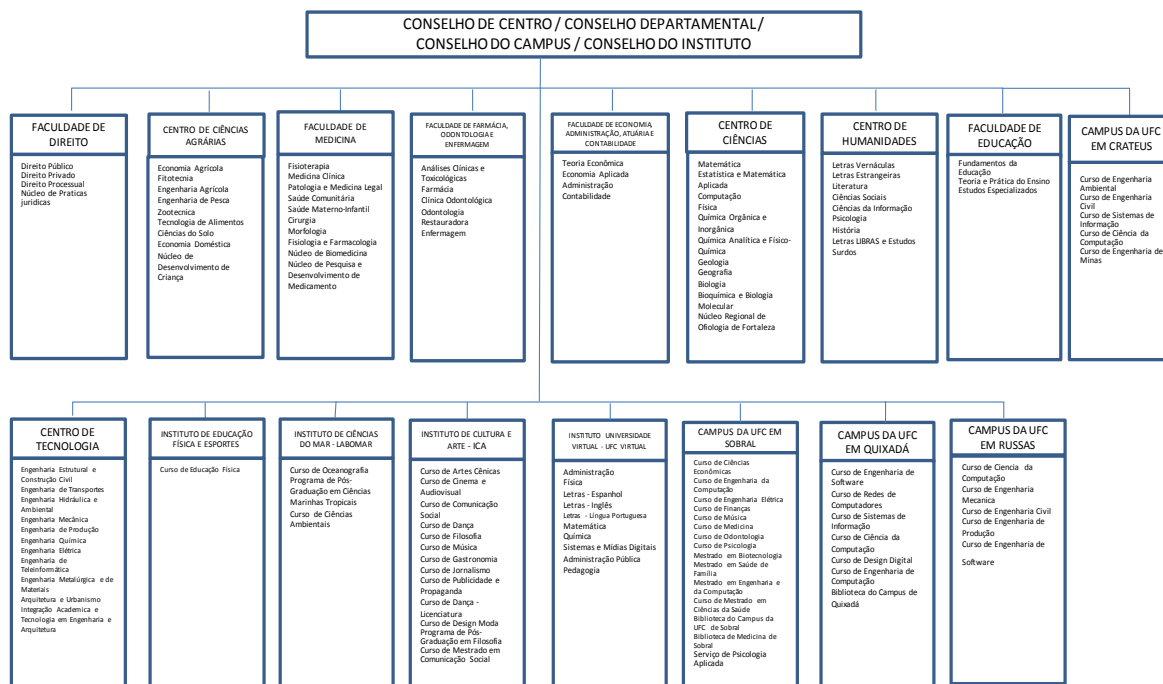 CONSELHO DE CENTRO / CONSELHO DEPARTAMENTAL /
CONSELHO DO CAMPUS / CONSELHO DO INSTITUTO
FACULDADE DE
DIREITO
Direito Público
Direito Privado
Direito Processual
Núcleo de Praticas
juridicas
CENTRO DE CIÊNCIAS
AGRÁRIAS
Economia Agrícola
Fitotecnia
Engenharia Agrícola
Engenharia de Pesca
Zootecnica
Tecnologia de Alimentos
Ciências do Solo
Economia Doméstica
Núcleo de
Desenvolvimento de
Criança
FACULDADE DE
MEDICINA
Fisioterapia
Medicina Clínica
Patologia e Medicina Legal
Saúde Comunitária
Saúde Materno-Infantil
Cirurgia
Morfologia
Fisiologia e Farmacologia
Núcleo de Biomedicina
Núcleo de Pesquisa e
Desenvolvimento de
Medicamento
FACULDADE DE FARMÁCIA,
ODONTOLOGIA E
ENFERMAGEM
Análises Clínicas e
Toxicológicas
Farmácia
Clínica Odontológica
Odontologia
Restauradora
Enfermagem
FACULDADE DE ECONOMIA,
ADMINISTRAÇÃO, ATUÁRIA E
CONTABILIDADE
Teoria Econômica
Economia Aplicada
Administração
Contabilidade
CENTRO DE
CIÊNCIAS
Matemática
Estatística e Matemática
Aplicada
Computação
Física
Química Orgânica e
Inorgânica
Química Analítica e Físico-
Química
Geologia
Geografia
Biologia
Bioquímica e Biologia
Molecular
Núcleo Regional de
Ofiologia de Fortaleza
CENTRO DE
HUMANIDADES
Letras Vernáculas
Letras Estrangeiras
Literatura
Ciências Sociais
Ciências da Informação
Psicologia
História
Letras LIBRAS e Estudos
Surdos
FACULDADE DE
EDUCAÇÃO
Fundamentos da
Educação
Teoria e Prática do Ensino
Estudos Especializados
CAMPUS DA UFC
EM CRATEUS
Curso de Engenharia
Ambiental
Curso de Engenharia
Civil
Curso de Sistemas de
Informação
Curso de Ciência da
Computação
Curso de Engenharia de
Minas
CENTRO DE
TECNOLOGIA
Engenharia Estrutural e
Construção Civil
Engenharia de Transportes
Engenharia Hidráulica e
Ambiental
Engenharia Mecânica
Engenharia de Produção
Engenharia Química
Engenharia Elétrica
Engenharia de
Teleinformática
Engenharia Metalúrgica e de
Materiais
Arquitetura e Urbanismo
Integração Academica e
Tecnologia em Engenharia e
Arquitetura
INSTITUTO DE EDUCAÇÃO
FÍSICA E ESPORTES
Curso de Educação Física
INSTITUTO DE CIÊNCIAS
DO MAR - LABOMAR
Curso de Oceanografia
Programa de Pós-
Graduação em Ciências
Marinhas Tropicais
Curso de Ciências
Ambientais
INSTITUTO DE CULTURA E
ARTE - ICA
Curso de Artes Cênicas
Curso de Cinema e
Audiovisual
Curso de Comunicação
Social
Curso de Dança
Curso de Filosofia
Curso de Música
Curso de Gastronomia
Curso de Jornalismo
Curso de Publicidade e
Propaganda
Curso de Dança -
Licenciatura
Curso de Design Moda
Programa de Pós-
Graduação em Filosofia
Curso de Mestrado em
Comunicação Social
INSTITUTO UNIVERSIDADE
VIRTUAL - UFC VIRTUAL
Administração
Física
Letras - Espanhol
Letras - Inglês
Letras - Língua Portuguesa
Matemática
Química
Sistemas e Mídias Digitais
Administração Pública
Pedagogia
CAMPUS DA UFC EM
SOBRAL
Curso de Ciências
Econômicas
Curso de Engenharia da
Computação
Curso de Engenharia Elétrica
Curso de Finanças
Curso de Música
Curso de Medicina
Curso de Odontologia
Curso de Psicologia
Mestrado em Biotecnologia
Mestrado em Saúde de
Família
Mestrado em Engenharia e
da Computação
Curso de Mestrado em
Ciências da Saúde
Biblioteca do Campus da
UFC de Sobral
Biblioteca de Medicina de
Sobral
Serviço de Psicologia
Aplicada
CAMPUS DA UFC
EM QUIXADÁ
Curso de Engenharia de
Software
Curso de Redes de
Computadores
Curso de Sistemas de
Informação
Curso de Ciência da
Computação
Curso de Design Digital
Curso de Engenharia de
Computação
Biblioteca do Campus de
Quixadá
CAMPUS DA UFC
EM RUSSAS
Curso de Ciencia da
Computação
Curso de Engenharia
Mecanica
Curso de Engenharia Civil
Curso de Engenharia de
Produção
Curso de Engenharia de
Software